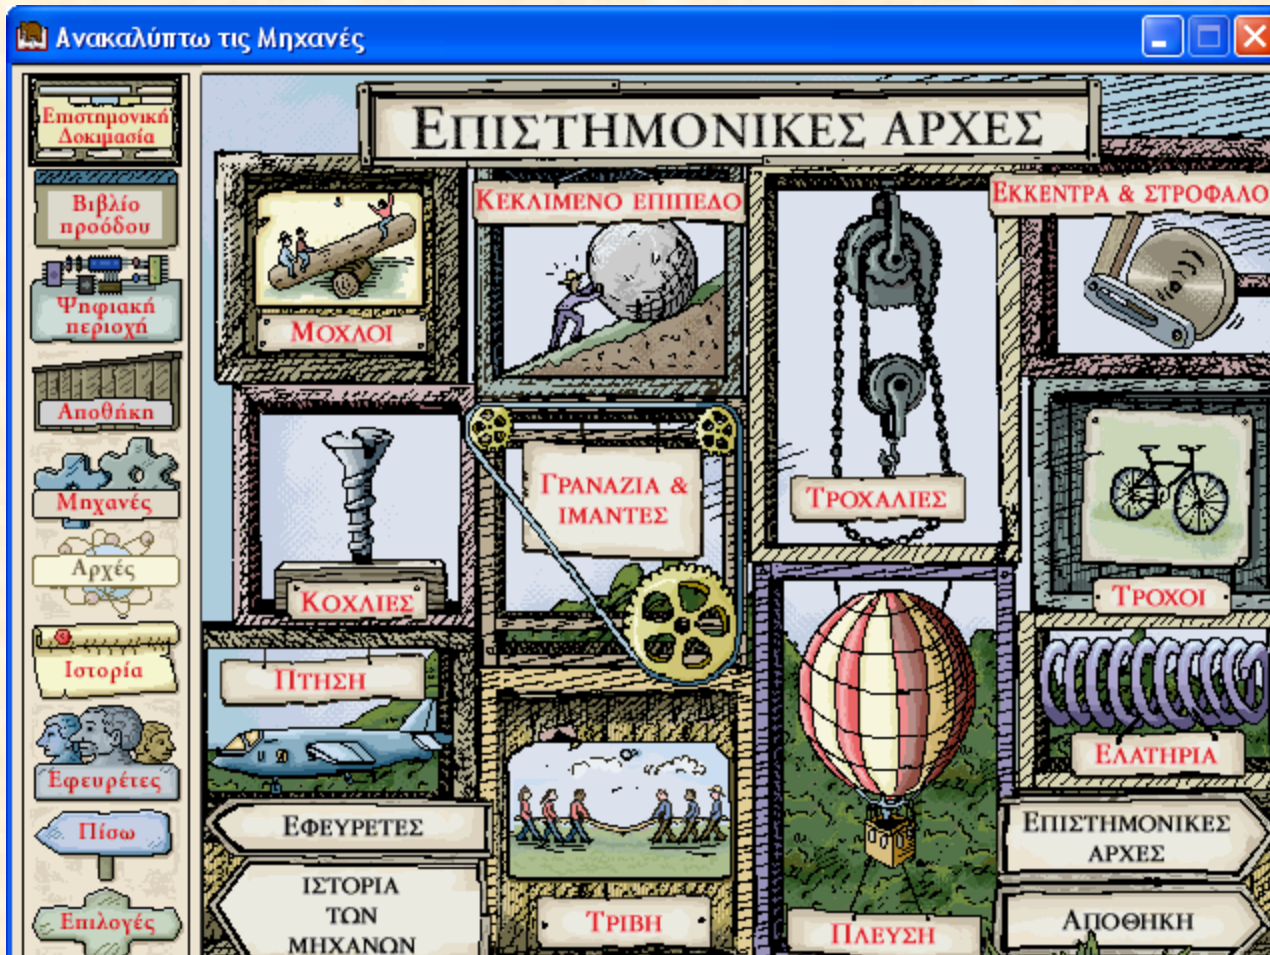 Ανακαλύπτω τις Μηχανές
Επιστημονική
Δοκιμασία
Βιβλίο
προόδου
Ψηφιακή
περιοχή
Αποθήκη
Μηχανές
Αρχές
Ιστορία
Εφευρέτες
Πίσω
Επιλογές
ΕΠΙΣΤΗΜΟΝΙΚΕΣ ΑΡΧΕΣ
ΜΟΧΛΟΙ
ΚΕΚΛΙΜΕΝΟ ΕΠΙΠΕΔΟ
ΤΡΟΧΑΛΙΕΣ
ΕΚΚΕΝΤΡΑ & ΣΤΡΟΦΑΛΟ
ΚΟΧΛΙΕΣ
ΓΡΑΝΑΖΙΑ &
ΙΜΑΝΤΕΣ
ΤΡΟΧΟΙ
ΠΤΗΣΗ
ΕΛΑΤΗΡΙΑ
ΤΡΙΒΗ
ΠΛΕΥΣΗ
ΕΦΕΥΡΕΤΕΣ
ΙΣΤΟΡΙΑ
ΤΩΝ
ΜΗΧΑΝΩΝ
ΕΠΙΣΤΗΜΟΝΙΚΕΣ
ΑΡΧΕΣ
ΑΠΟΘΗΚΗ